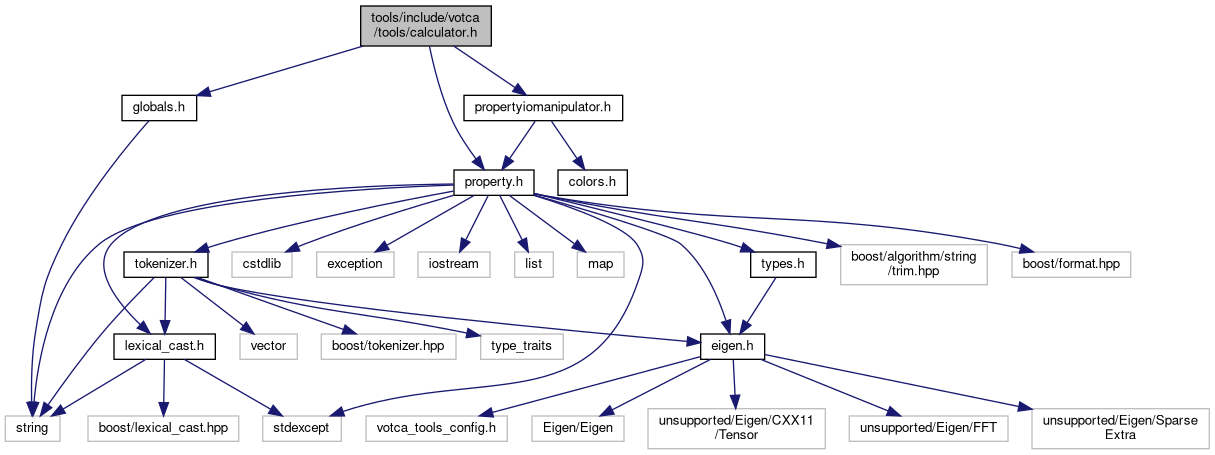 tools/include/votca
/tools/calculator.h
globals.h
propertyiomanipulator.h
property.h
colors.h
tokenizer.h
cstdlib
exception
iostream
list
map
types.h
boost/algorithm/string
/trim.hpp
boost/format.hpp
lexical_cast.h
vector
boost/tokenizer.hpp
type_traits
eigen.h
string
boost/lexical_cast.hpp
stdexcept
votca_tools_config.h
Eigen/Eigen
unsupported/Eigen/CXX11
/Tensor
unsupported/Eigen/FFT
unsupported/Eigen/Sparse
Extra